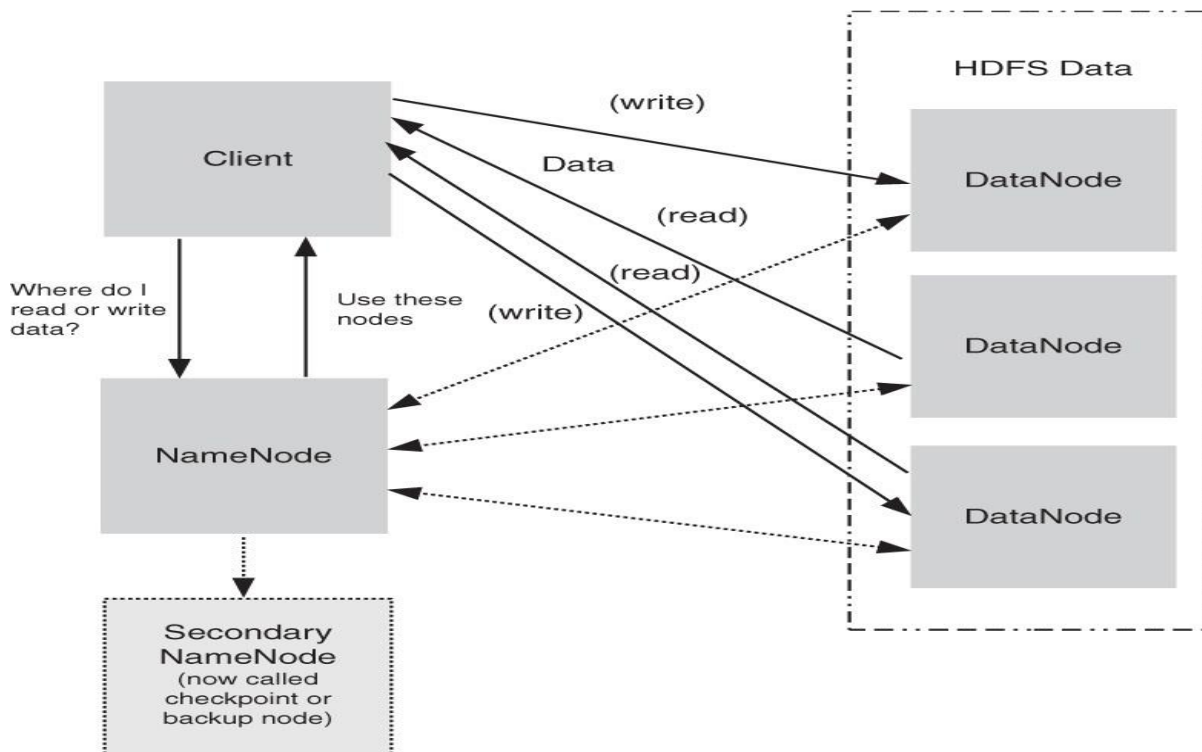 HDFS Data
(write)
Client
Data
DataNode
(read)
(read)
Where do I
read or write
data?
Use these
nodes
(write)
DataNode
NameNode
DataNode
Secondary
NameNode
(now called
checkpoint or
backup node)